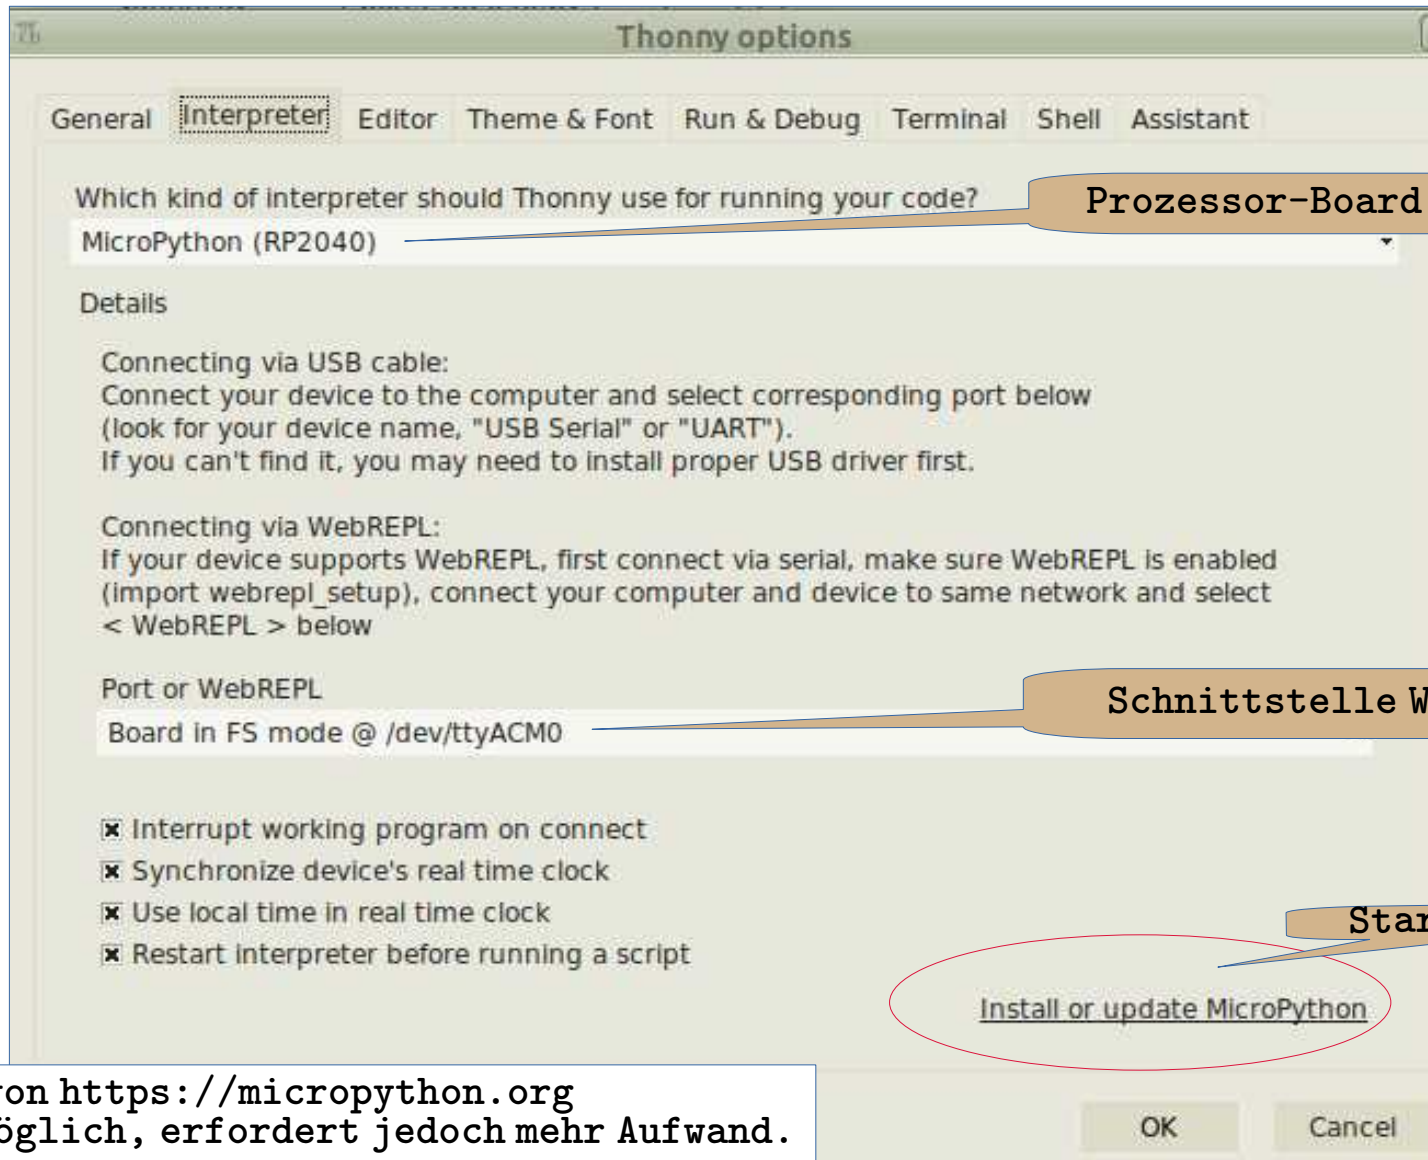 Thonny options
General Interpreter Editor Theme & Font Run & Debug Terminal Shell Assistant
Which kind of interpreter should Thonny use for running your code?
Prozessor-Board
MicroPython (RP2040)
Details
Connecting via USB cable:
Connect your device to the computer and select corresponding port below
(look for your device name, "USB Serial" or "UART").
If you can't find it, you may need to install proper USB driver first.
Connecting via WebREPL:
If your device supports WebREPL, first connect via serial, make sure WebREPL is enabled
(import webrepl_setup), connect your computer and device to same network and select
< WebREPL > below
Port or WebREPL
Schnittstelle W
Board in FS mode @ /dev/ttyACM0
Interrupt working program on connect
Synchronize device's real time clock
Use local time in real time clock
Restart interpreter before running a script
Star
Install or update MicroPython
von https://micropython.org
öglich, erfordert jedoch mehr Aufwand.
OK Cancel